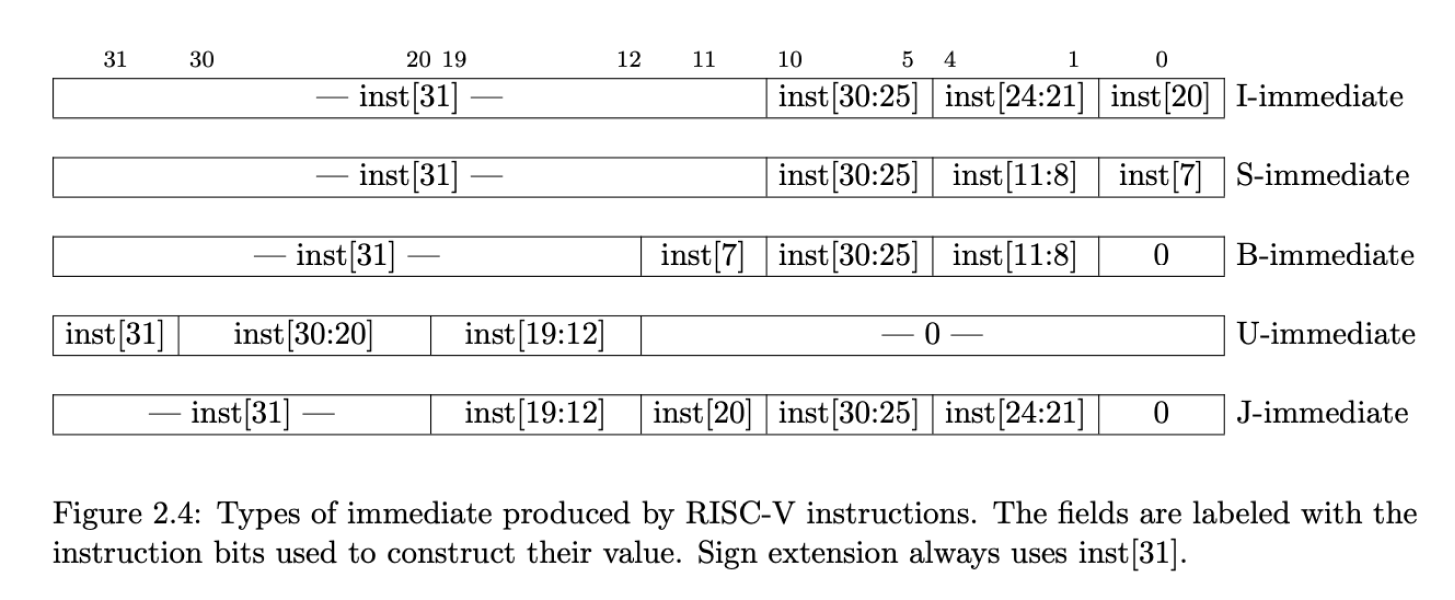 31 30 20 19 12 11 10 5 4 1 0
— inst[31] — inst[30:25] inst[24:21] inst[20] I-immediate
— inst[31] — inst[30:25] inst[11:8] inst[7] S-immediate
— inst[31] — inst[7] inst[30:25] inst[11:8] 0 B-immediate
inst[31] inst[30:20] inst[19:12] — 0 — U-immediate
— inst[31] — inst[19:12] inst[20] inst[30:25] inst[24:21] 0 J-immediate
Figure 2.4: Types of immediate produced by RISC-V instructions. The fields are labeled with the
instruction bits used to construct their value. Sign extension always uses inst[31].